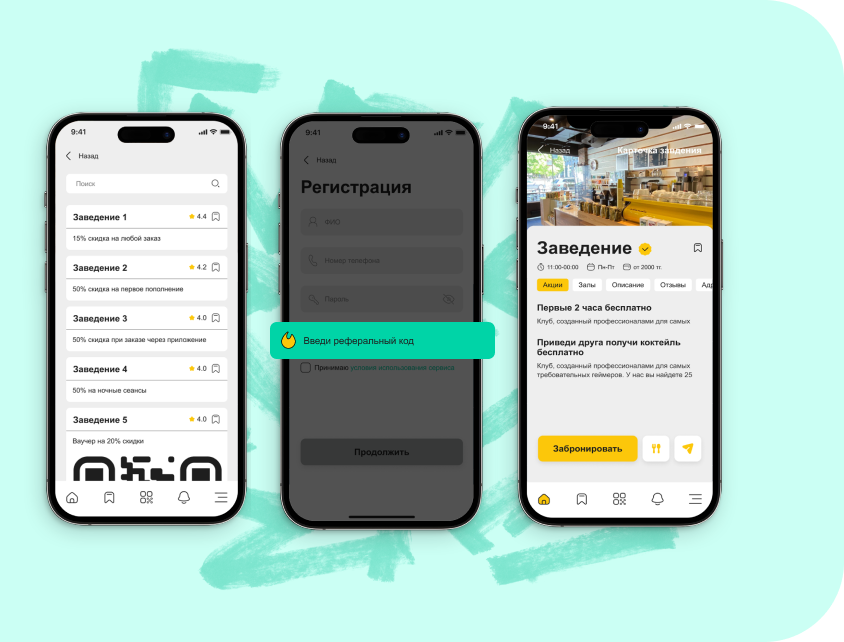 9:41
Назад
Поиск
Заведение 1
4.4
15% скидка на любой заказ
Заведение 2
4.2
50% скидка на первое пополнение
Заведение 3
4.0
50% скидка при заказе через приложение
Заведение 4
4.0
50% на ночные сеансы
Заведение 5
4.0
Ваучер на 20% скидки
9:41
Назад
Регистрация
ФИО
Номер телефона
Пароль
Введи реферальный код
Принимаю условия использования сервиса
Продолжить
9:41
Назад
Карточка заведения
Заведение
11:00-00:00 Пн-Пт от 2000 тг.
Акции Залы Описание Отзывы Адр
Первые 2 часа бесплатно
Клуб, созданный профессионалами для самых
Приведи друга получи коктейль
бесплатно
Клуб, созданный профессионалами для самых
требовательных геймеров. У нас вы найдете 25
Забронировать